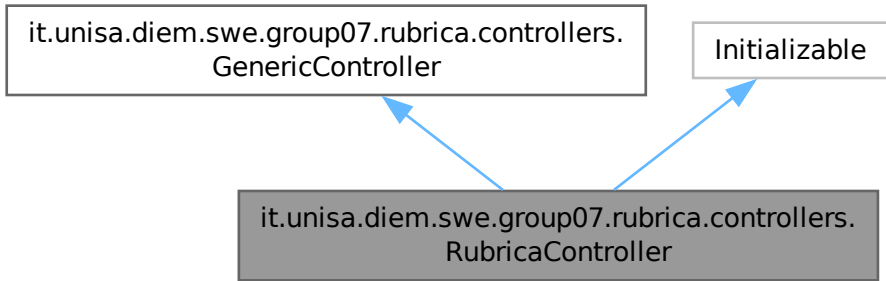 it.unisa.diem.swe.group07.rubrica.controllers.
GenericController
Initializable
it.unisa.diem.swe.group07.rubrica.controllers.
RubricaController